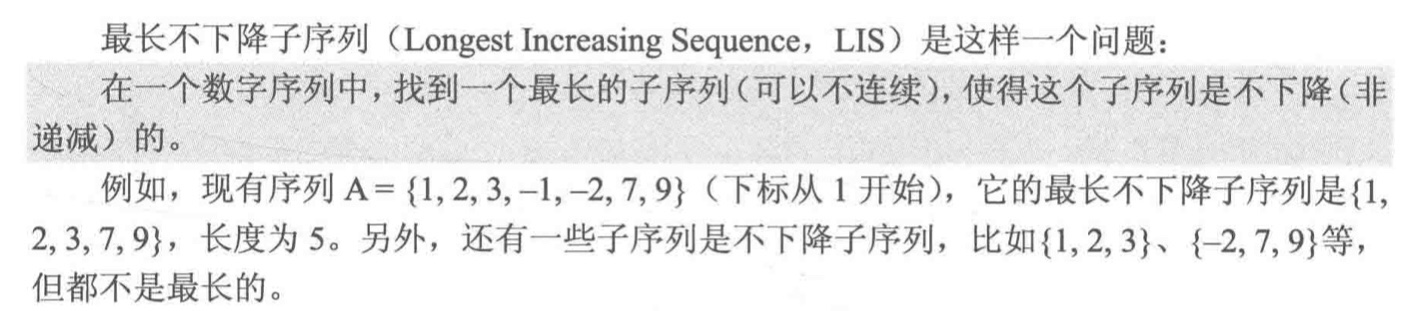 最长不下降子序列（Longest Increasing Sequence，LIS）是这样一个问题：
在一个数字序列中，找到一个最长的子序列（可以不连续），使得这个子序列是不下降（非
递减）的。
例如，现有序列 A = {1, 2, 3, –1, –2, 7, 9}（下标从 1 开始），它的最长不下降子序列是{1,
2, 3, 7, 9}，长度为 5。另外，还有一些子序列是不下降子序列，比如{1, 2, 3}、{–2, 7, 9}等，
但都不是最长的。